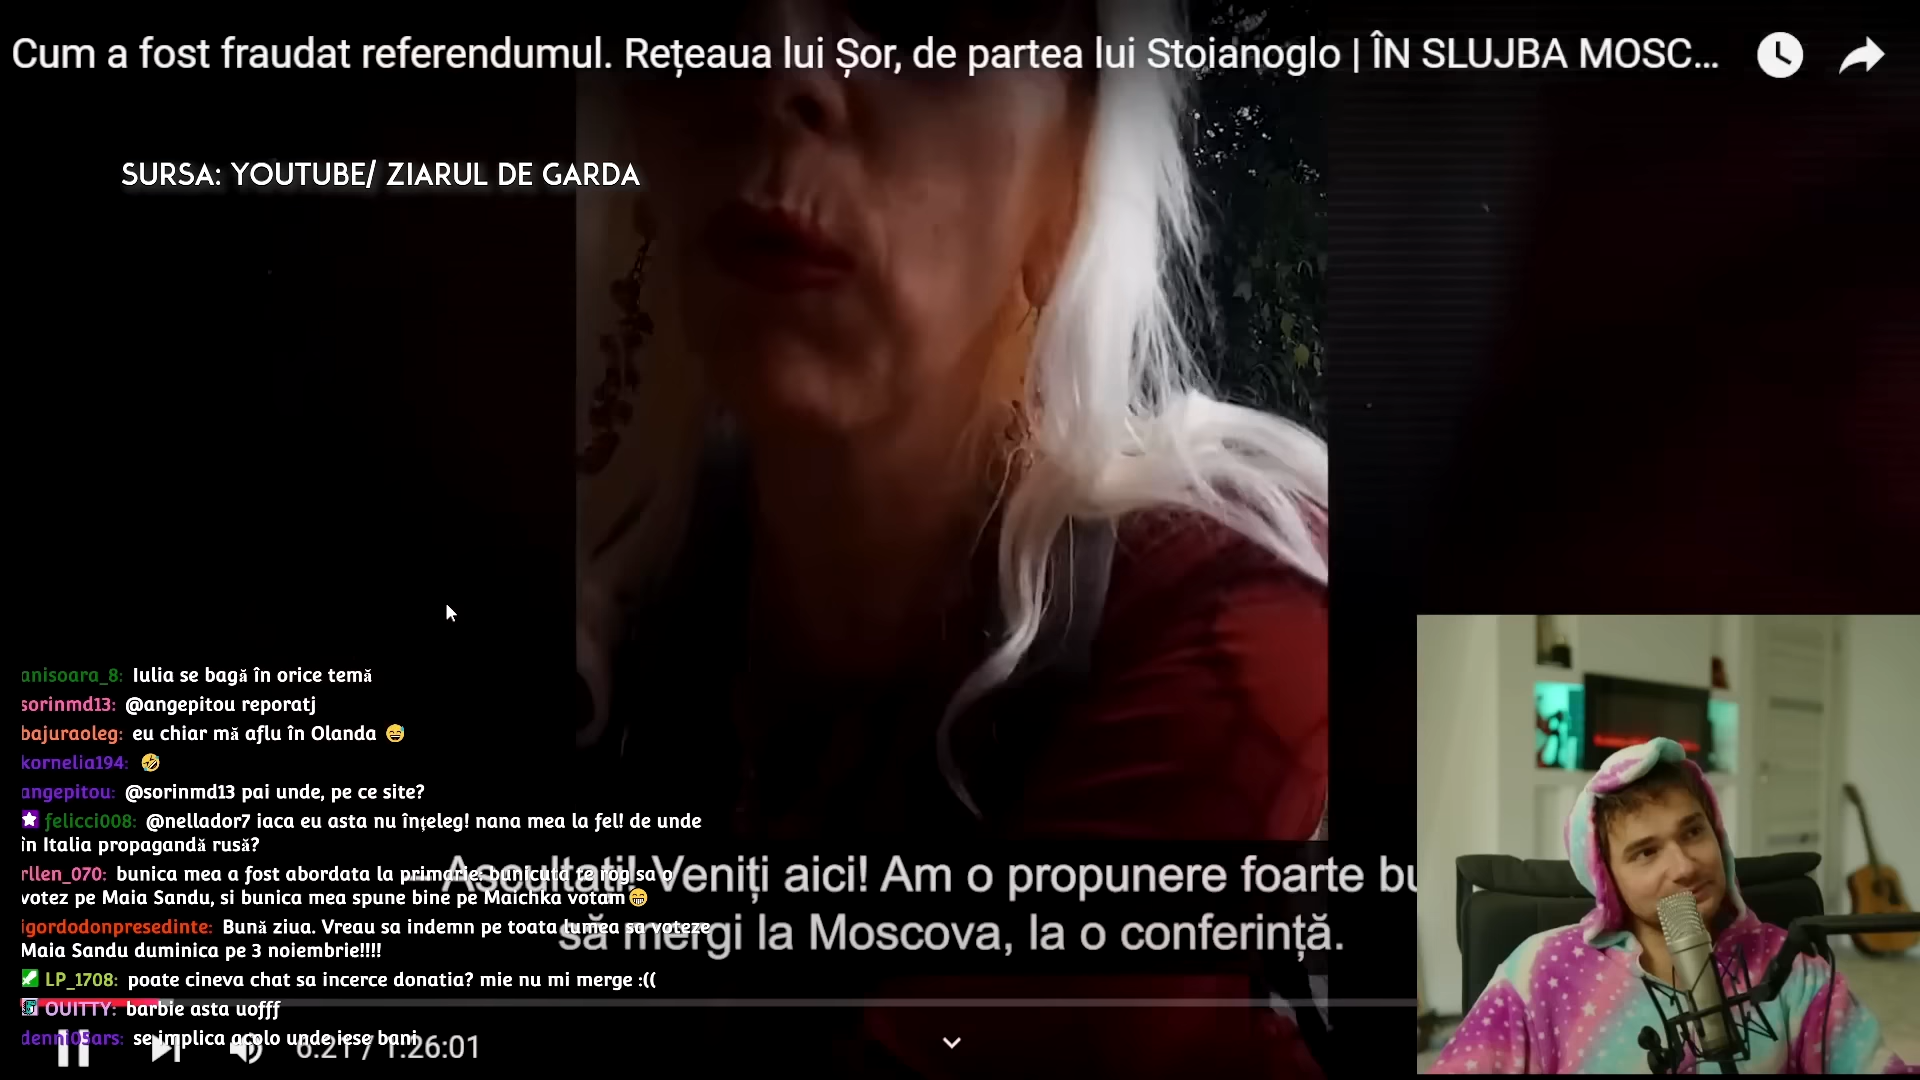 Cum a fost fraudat referendumul. Rețeaua lui Șor, de partea lui Stoianoglo | ÎN SLUJBA MOSC...
SURSA: YOUTUBE/ ZIARUL DE GARDA
anisoara_8: Iulia se bagă în orice temă
sorinmd13: @angepitou reporatj
bajuraoleg: eu chiar mă aflu în Olanda 😅
kornelia194: 🤣
angepitou: @sorinmd13 pai unde, pe ce site?
felicci008: @nellador7 iaca eu asta nu înțeleg! nana mea la fel! de unde
în Italia propagandă rusă?
rllen_070: bunica mea a fost abordata la primarie: bunicuta te rog sa o
votez pe Maia Sandu, si bunica mea spune bine pe Maichka votam😁
igordodonpresedinte: Bună ziua. Vreau sa indemn pe toata lumea sa voteze
Maia Sandu duminica pe 3 noiembrie!!!!
LP_1708: poate cineva chat sa incerce donatia? mie nu mi merge :((
OUITTY: barbie asta uofff
denni05ars: se implica acolo unde iese bani
— Ascultați! Veniți aici! Am o propunere foarte bu
să mergi la Moscova, la o conferință.
6:21 / 1:26:01